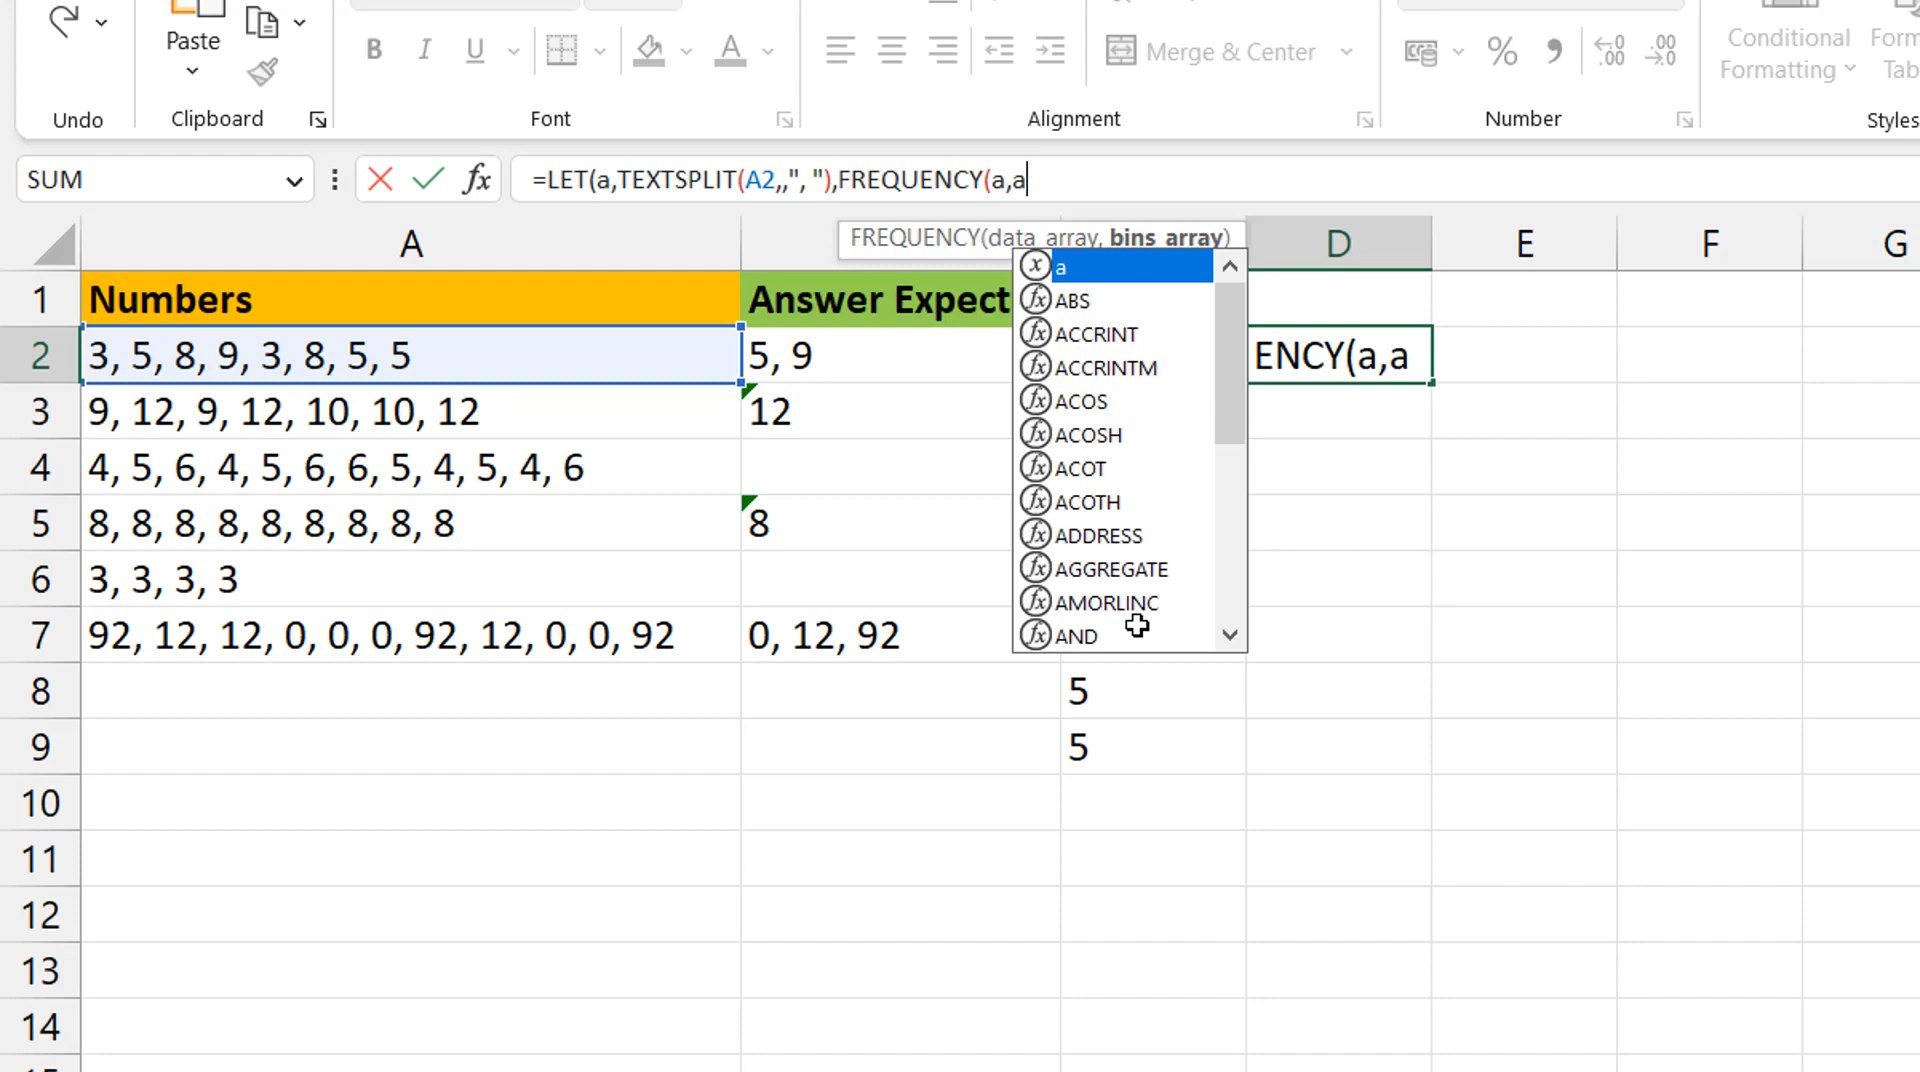 Paste
Merge & Center
Conditional
Formatting
Undo
Clipboard
Font
Alignment
Number
Styles
SUM
fx
=LET(a,TEXTSPLIT(A2,,", "),FREQUENCY(a,a
FREQUENCY(data_array, bins_array)
A
D
E
F
G
a
ABS
ACCRINT
ACCRINTM
ACOS
ACOSH
ACOT
ACOTH
ADDRESS
AGGREGATE
AMORLINC
AND
1 Numbers Answer Expect
2 3, 5, 8, 9, 3, 8, 5, 5 5, 9 ENCY(a,a
3 9, 12, 9, 12, 10, 10, 12 12
4 4, 5, 6, 4, 5, 6, 6, 5, 4, 5, 4, 6
5 8, 8, 8, 8, 8, 8, 8, 8, 8 8
6 3, 3, 3, 3
7 92, 12, 12, 0, 0, 0, 92, 12, 0, 0, 92 0, 12, 92
8 5
9 5
10
11
12
13
14